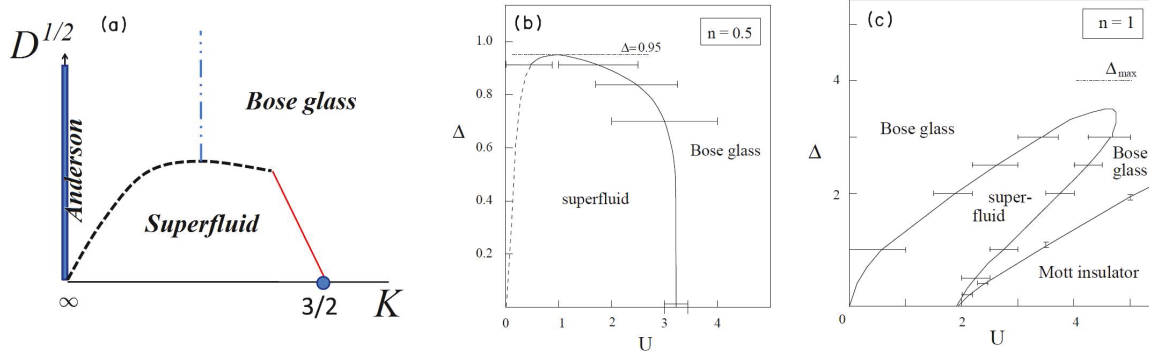 (a)
D^{1/2}
Bose glass
Anderson
Superfluid
∞
3/2
K
(b)
n = 0.5
1.0
Δ=0.95
0.8
Δ
0.6
Bose glass
0.4
superfluid
0.2
0
1
2
3
4
U
(c)
n = 1
4
Δmax
Bose glass
Δ
Bose
glass
2
super-
fluid
Mott insulator
0
2
4
U